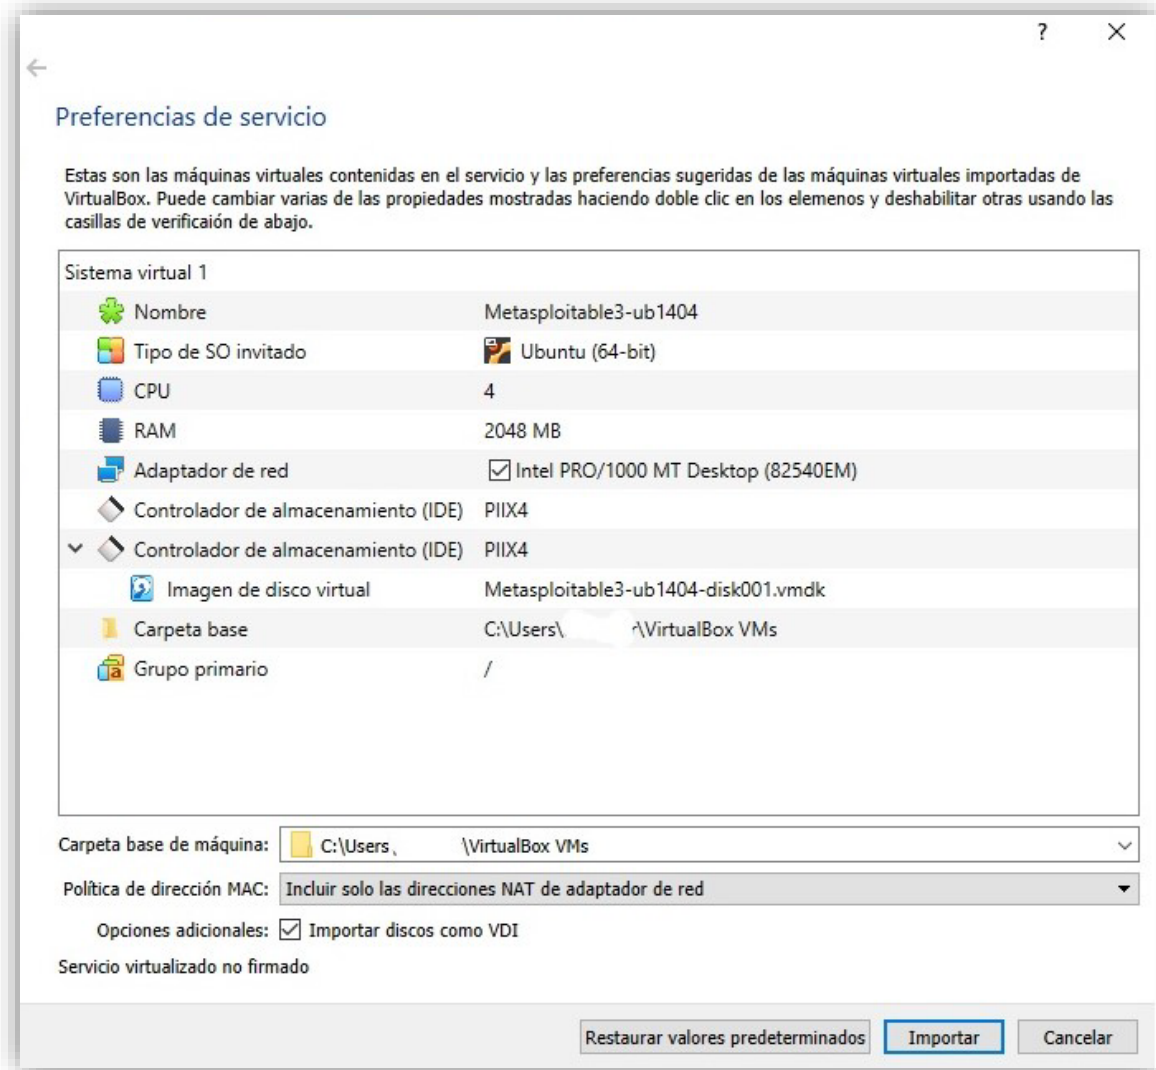 ?
Preferencias de servicio
Estas son las máquinas virtuales contenidas en el servicio y las preferencias sugeridas de las máquinas virtuales importadas de
VirtualBox. Puede cambiar varias de las propiedades mostradas haciendo doble clic en los elemenos y deshabilitar otras usando las
casillas de verificaión de abajo.
Sistema virtual 1
Nombre Metasploitable3-ub1404
Tipo de SO invitado Ubuntu (64-bit)
CPU 4
RAM 2048 MB
Adaptador de red Intel PRO/1000 MT Desktop (82540EM)
Controlador de almacenamiento (IDE) PIIX4
Controlador de almacenamiento (IDE) PIIX4
Imagen de disco virtual Metasploitable3-ub1404-disk001.vmdk
Carpeta base C:\Users\ r\VirtualBox VMs
Grupo primario /
Carpeta base de máquina: C:\Users \VirtualBox VMs
Política de dirección MAC: Incluir solo las direcciones NAT de adaptador de red
Opciones adicionales: Importar discos como VDI
Servicio virtualizado no firmado
Restaurar valores predeterminados Importar Cancelar